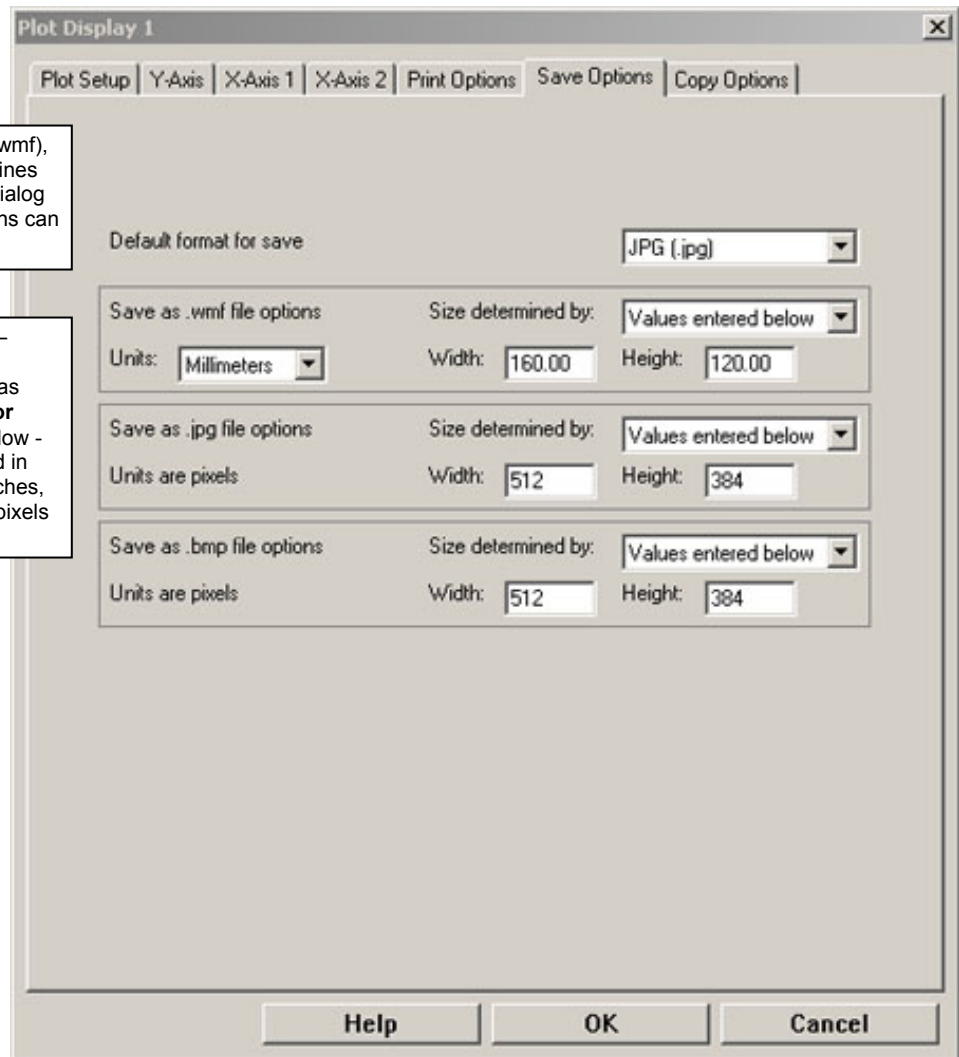 Plot Display 1
Plot Setup Y-Axis X-Axis 1 X-Axis 2 Print Options Save Options Copy Options
wmf),
ines
ialog
ns can
Default format for save JPG (.jpg)
Save as .wmf file options Size determined by: Values entered below
Units: Millimeters Width: 160.00 Height: 120.00
–
as
or
low -
d in
ches,
pixels
Save as .jpg file options Size determined by: Values entered below
Units are pixels Width: 512 Height: 384
Save as .bmp file options Size determined by: Values entered below
Units are pixels Width: 512 Height: 384
Help OK Cancel